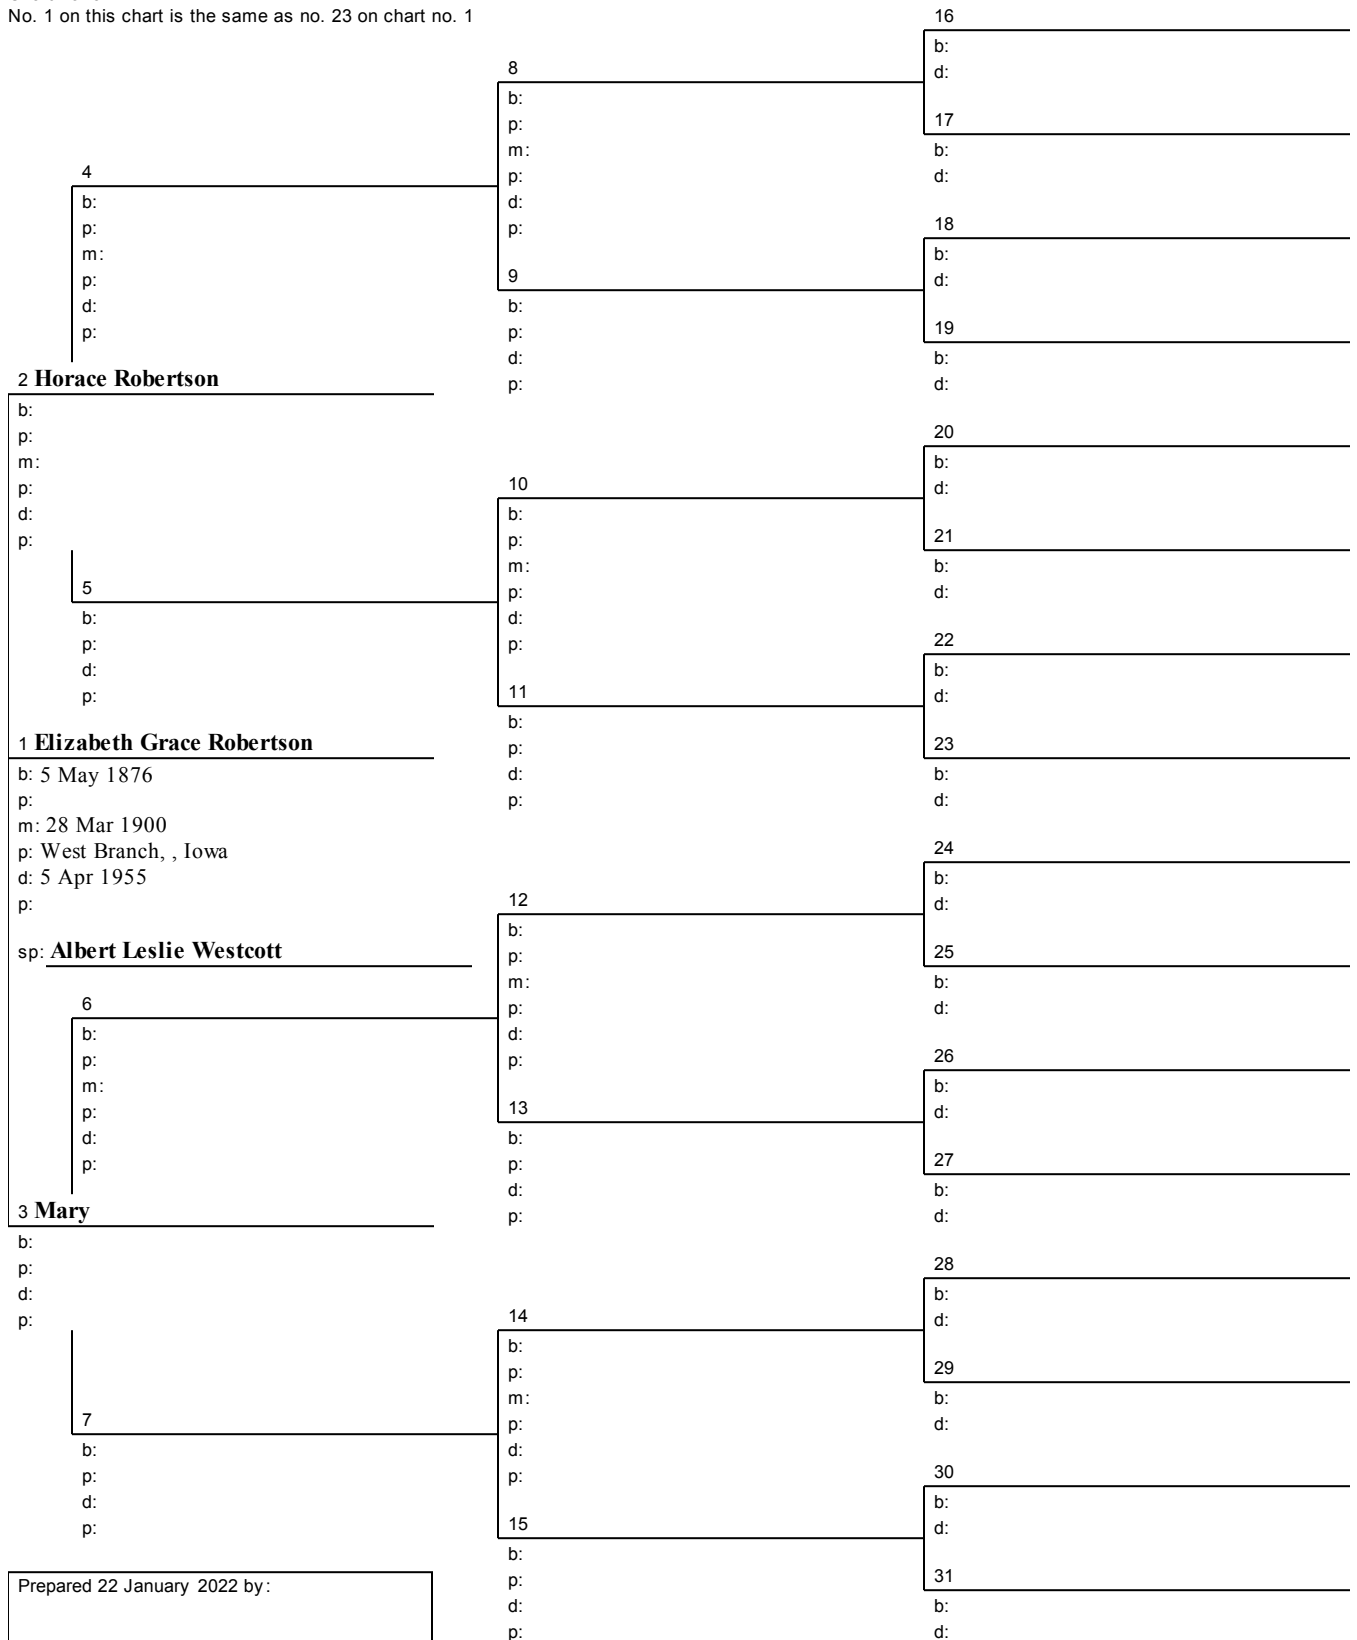 No. 1 on this chart is the same as no. 23 on chart no. 1
16
b:
d:
8
b:
p:
m:
p:
d:
p:
17
b:
d:
4
b:
p:
m:
p:
d:
p:
18
b:
d:
9
b:
p:
d:
p:
19
b:
d:
2 Horace Robertson
b:
p:
m:
p:
d:
p:
20
b:
d:
10
b:
p:
m:
p:
d:
p:
21
b:
d:
5
b:
p:
d:
p:
22
b:
d:
11
b:
p:
d:
p:
23
b:
d:
1 Elizabeth Grace Robertson
b: 5 May 1876
p:
m: 28 Mar 1900
p: West Branch, , Iowa
d: 5 Apr 1955
p:
sp: Albert Leslie Westcott
24
b:
d:
12
b:
p:
m:
p:
d:
p:
25
b:
d:
6
b:
p:
m:
p:
d:
p:
26
b:
d:
13
b:
p:
d:
p:
27
b:
d:
3 Mary
b:
p:
d:
p:
28
b:
d:
14
b:
p:
m:
p:
d:
p:
29
b:
d:
7
b:
p:
d:
p:
30
b:
d:
15
b:
p:
d:
p:
31
b:
d:
Prepared 22 January 2022 by: